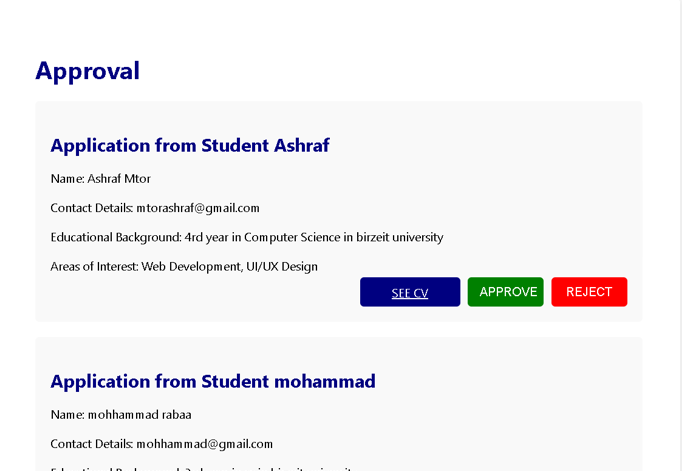 Approval
Application from Student Ashraf
Name: Ashraf Mtor
Contact Details: mtorashraf@gmail.com
Educational Background: 4rd year in Computer Science in birzeit university
Areas of Interest: Web Development, UI/UX Design
SEE CV APPROVE REJECT
Application from Student mohammad
Name: mohhammad rabaa
Contact Details: mohhammad@gmail.com